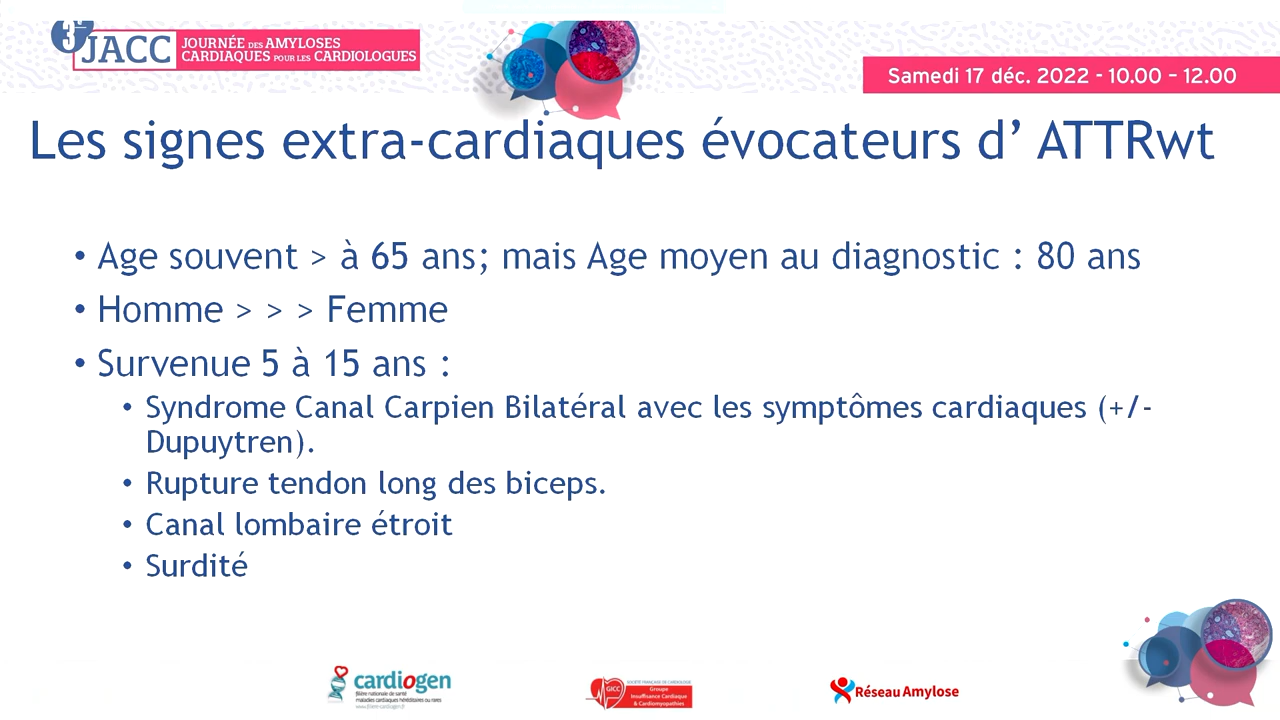 3e
JACC JOURNÉE DES AMYLOSES
CARDIAQUES POUR LES CARDIOLOGUES
Samedi 17 déc. 2022 - 10.00 – 12.00
Les signes extra-cardiaques évocateurs d’ ATTRwt
• Age souvent > à 65 ans; mais Age moyen au diagnostic : 80 ans
• Homme > > > Femme
• Survenue 5 à 15 ans :
• Syndrome Canal Carpien Bilatéral avec les symptômes cardiaques (+/-
Dupuytren).
• Rupture tendon long des biceps.
• Canal lombaire étroit
• Surdité
cardiogen
filière nationale de santé
maladies cardiaques héréditaires ou rares
GICC
SOCIÉTÉ FRANÇAISE DE CARDIOLOGIE
Groupe
Insuffisance Cardiaque
& Cardiomyopathies
Réseau Amylose